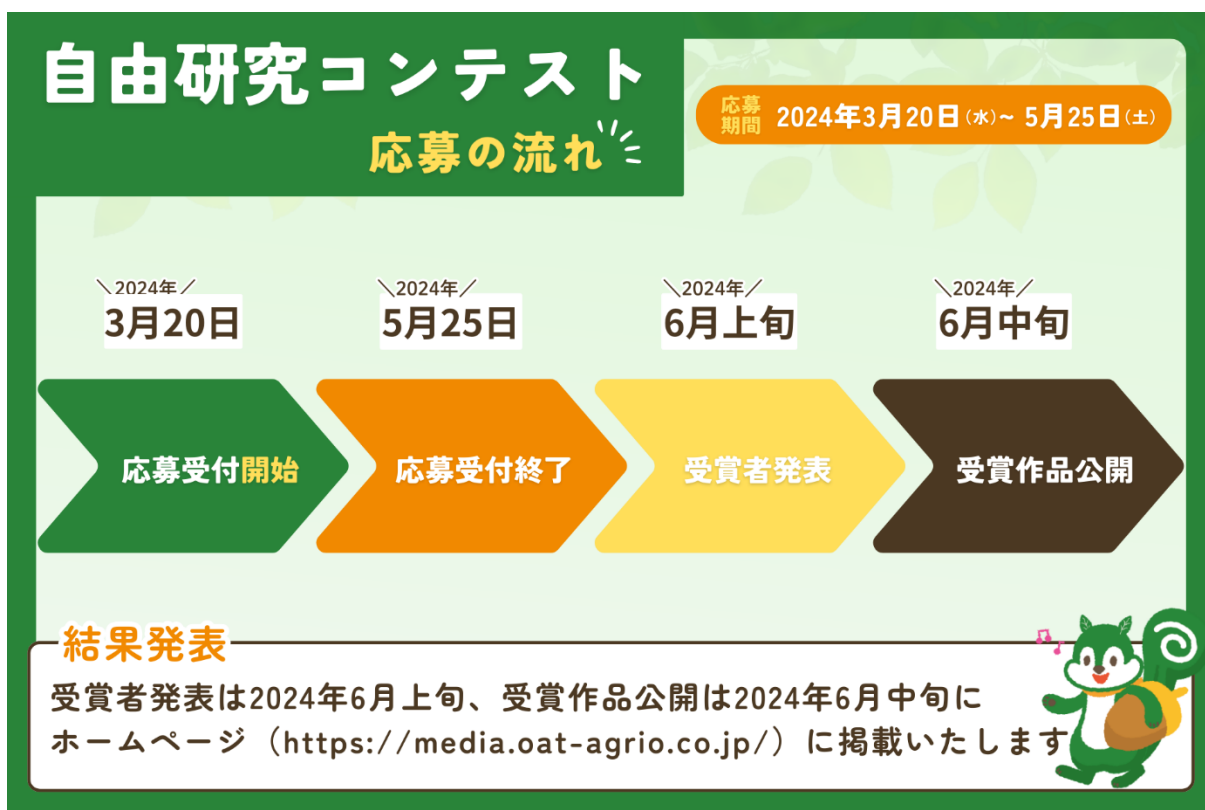 自由研究コンテスト
応募の流れ
応募
期間
2024年3月20日(水)~ 5月25日(土)
\2024年/
3月20日
\2024年/
5月25日
\2024年/
6月上旬
\2024年/
6月中旬
応募受付開始
応募受付終了
受賞者発表
受賞作品公開
結果発表
受賞者発表は2024年6月上旬、受賞作品公開は2024年6月中旬に
ホームページ（https://media.oat-agrio.co.jp/）に掲載いたします